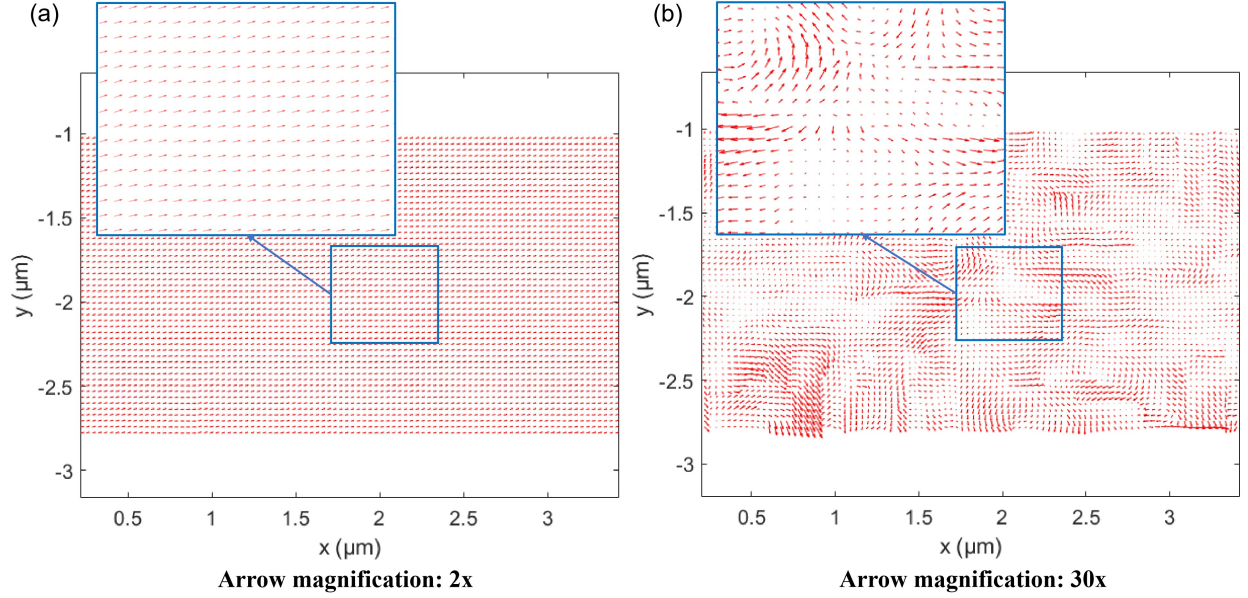 (a)
(b)
-1
-1.5
-2
-2.5
-3
y (µm)
0.5 1 1.5 2 2.5 3
x (µm)
Arrow magnification: 2x
-1
-1.5
-2
-2.5
-3
y (µm)
0.5 1 1.5 2 2.5 3
x (µm)
Arrow magnification: 30x